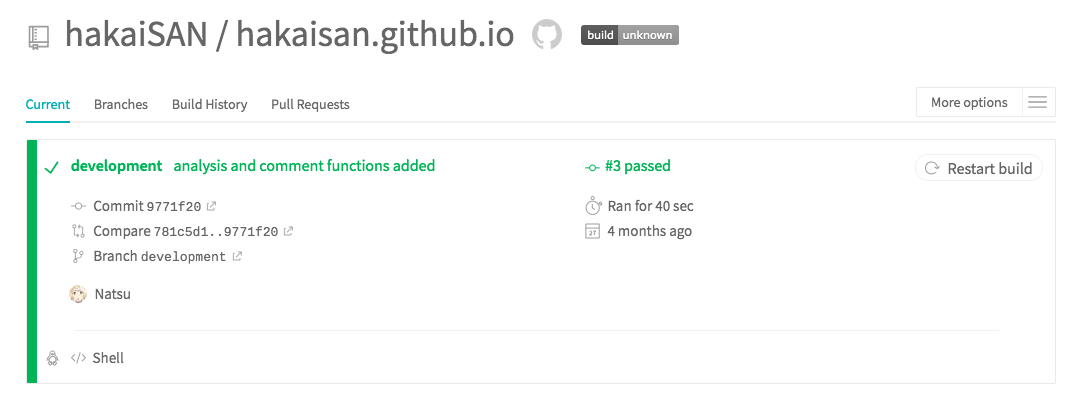 hakaiSAN / hakaisan.github.io build unknown
Current Branches Build History Pull Requests More options
development analysis and comment functions added #3 passed Restart build
Commit 9771f20 Ran for 40 sec
Compare 781c5d1..9771f20 4 months ago
Branch development
Natsu
</> Shell